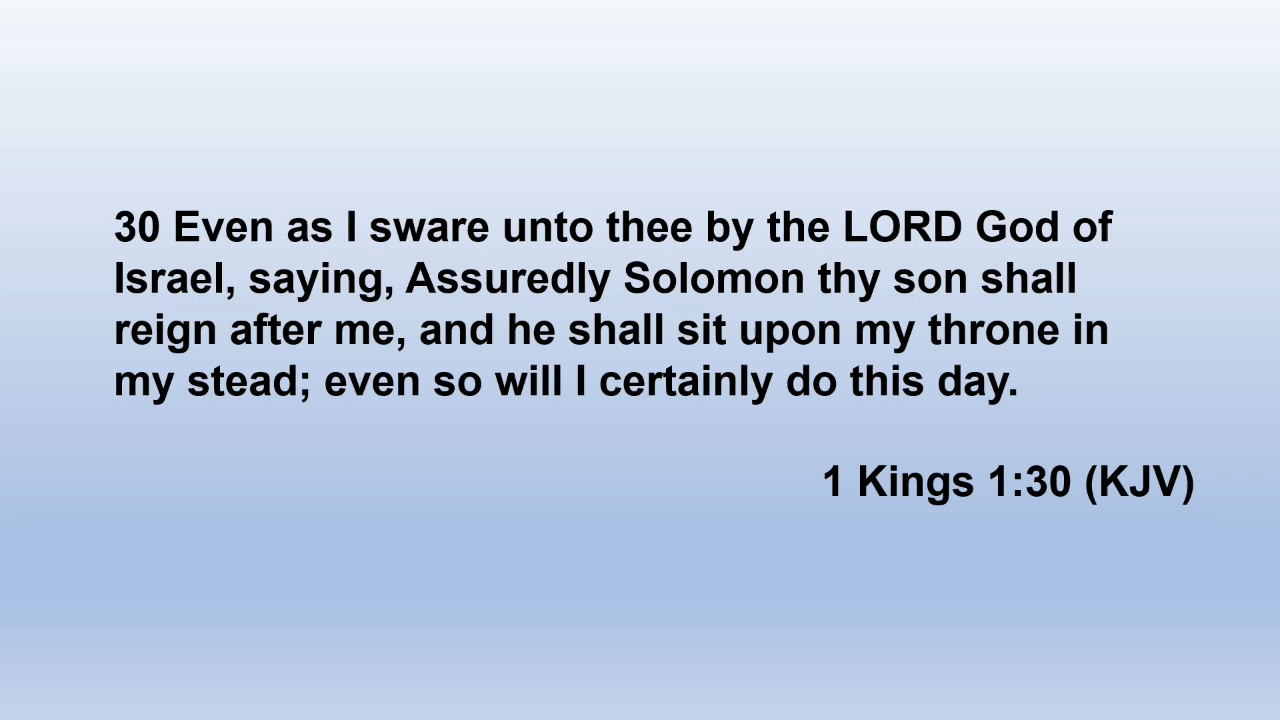 30 Even as I sware unto thee by the LORD God of
Israel, saying, Assuredly Solomon thy son shall
reign after me, and he shall sit upon my throne in
my stead; even so will I certainly do this day.
1 Kings 1:30 (KJV)